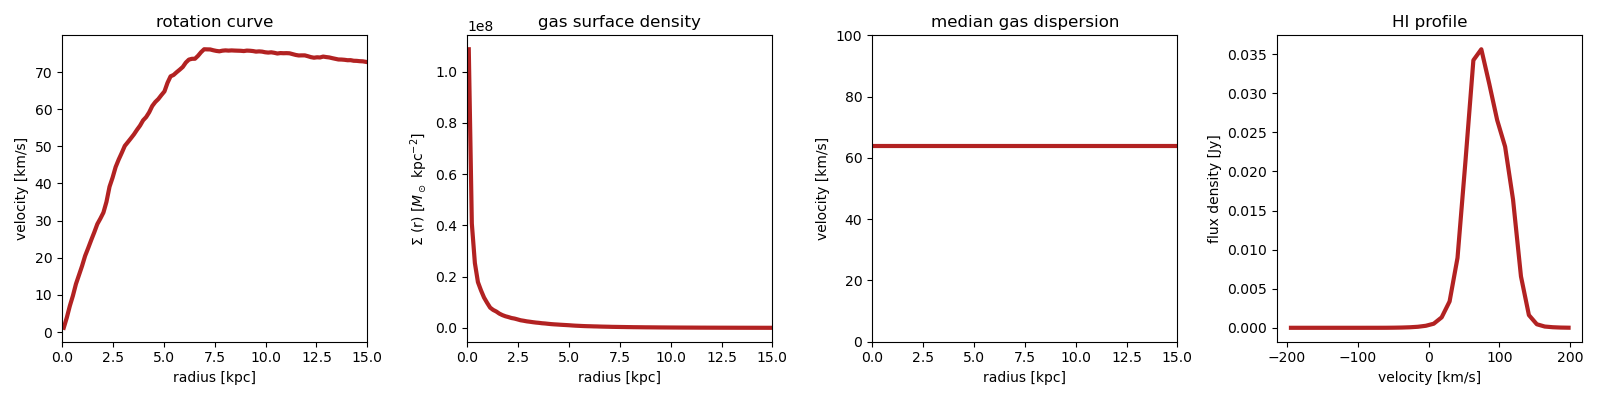 rotation curve
velocity [km/s]
70
60
50
40
30
20
10
0
0.0 2.5 5.0 7.5 10.0 12.5 15.0
radius [kpc]
gas surface density
1e8
Σ (r) [M⊙ kpc⁻²]
1.0
0.8
0.6
0.4
0.2
0.0
0.0 2.5 5.0 7.5 10.0 12.5 15.0
radius [kpc]
median gas dispersion
velocity [km/s]
100
80
60
40
20
0
0.0 2.5 5.0 7.5 10.0 12.5 15.0
radius [kpc]
HI profile
flux density [Jy]
0.035
0.030
0.025
0.020
0.015
0.010
0.005
0.000
−200 −100 0 100 200
velocity [km/s]